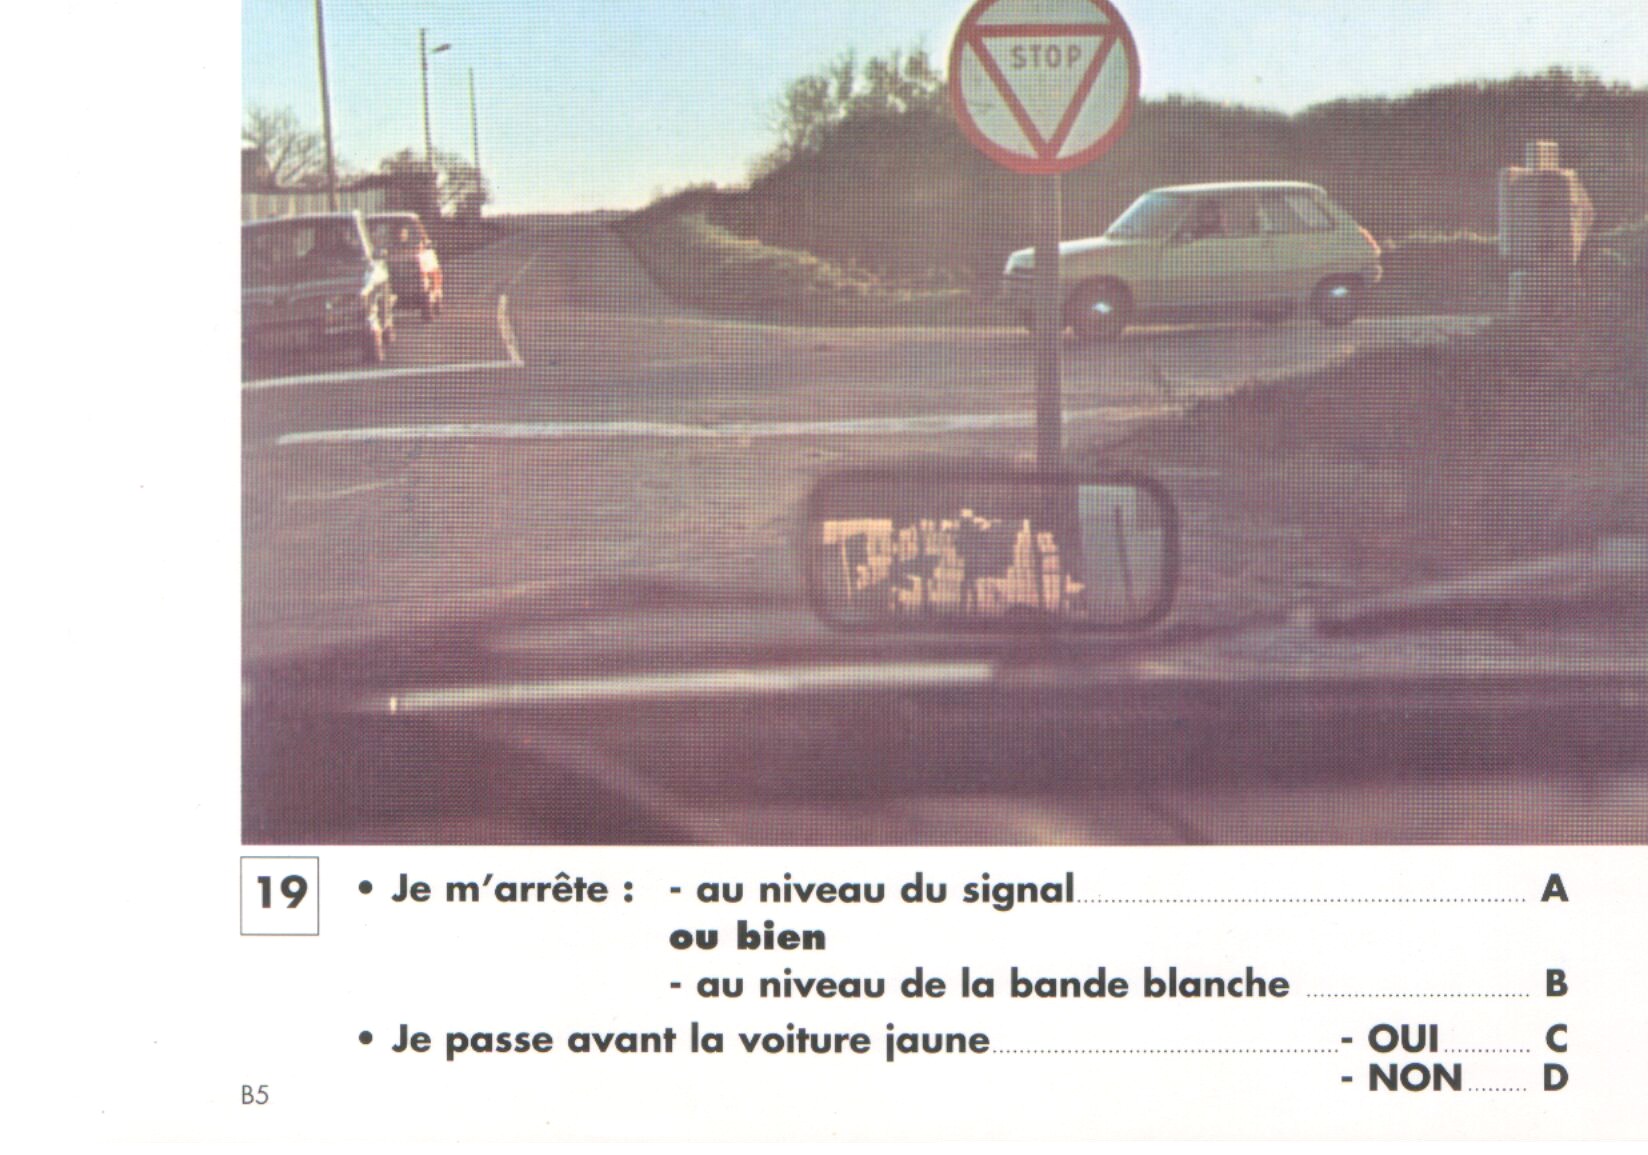 STOP
19 • Je m'arrête : - au niveau du signal........ A
ou bien
- au niveau de la bande blanche ........ B
• Je passe avant la voiture jaune........ - OUI........ C
- NON........ D
B5